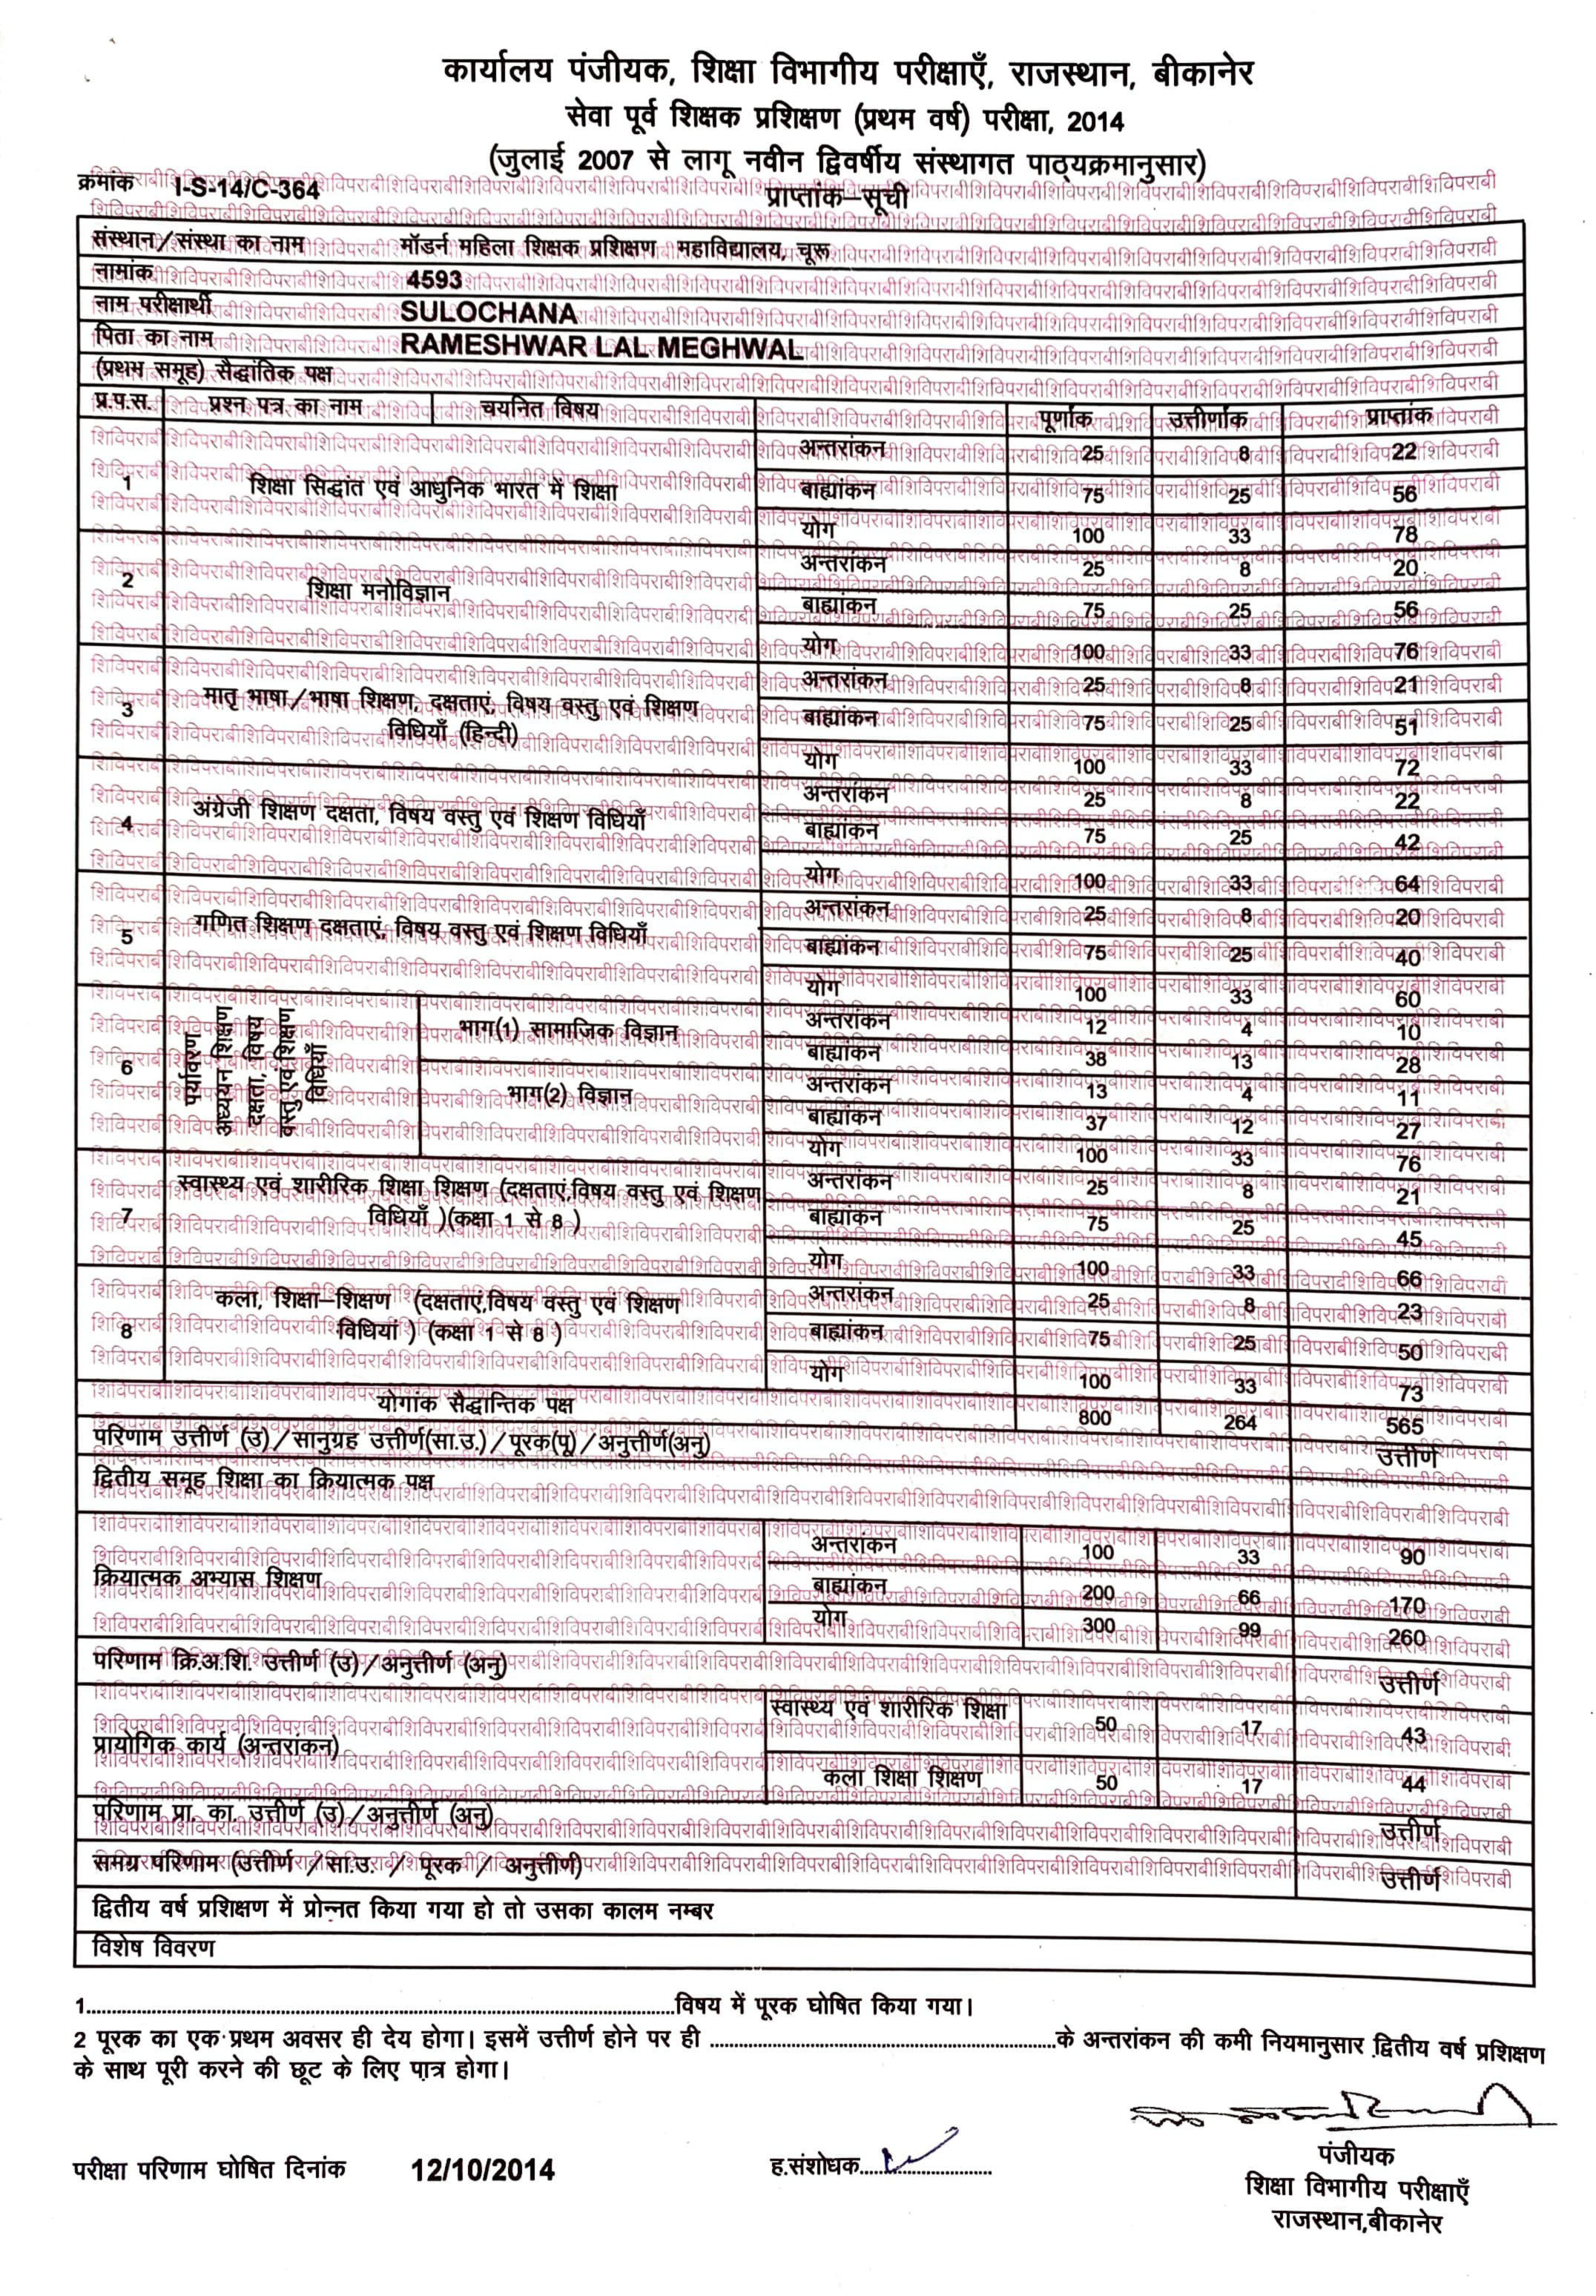 कार्यालय पंजीयक, शिक्षा विभागीय परीक्षाएँ, राजस्थान, बीकानेर
सेवा पूर्व शिक्षक प्रशिक्षण (प्रथम वर्ष) परीक्षा, 2014
(जुलाई 2007 से लागू नवीन द्विवर्षीय संस्थागत पाठ्यक्रमानुसार)
क्रमांक I-S-14/C-364 प्राप्तांक–सूची
संस्थान/संस्था का नाम मॉडर्न महिला शिक्षक प्रशिक्षण महाविद्यालय, चूरू
नामांक 4593
नाम परीक्षार्थी SULOCHANA
पिता का नाम RAMESHWAR LAL MEGHWAL
(प्रथम समूह) सैद्धांतिक पक्ष
प्र.प.स. प्रश्न पत्र का नाम चयनित विषय पूर्णांक उत्तीर्णांक प्राप्तांक
अन्तरांकन 25 8 22
1 शिक्षा सिद्धांत एवं आधुनिक भारत में शिक्षा बाह्यांकन 75 25 56
योग 100 33 78
अन्तरांकन 25 8 20
2 शिक्षा मनोविज्ञान बाह्यांकन 75 25 56
योग 100 33 76
अन्तरांकन 25 8 21
3 मातृ भाषा/भाषा शिक्षण, दक्षताएं, विषय वस्तु एवं शिक्षण बाह्यांकन 75 25 51
विधियाँ (हिन्दी)
योग 100 33 72
अन्तरांकन 25 8 22
4 अंग्रेजी शिक्षण दक्षता, विषय वस्तु एवं शिक्षण विधियाँ बाह्यांकन 75 25 42
योग 100 33 64
अन्तरांकन 25 8 20
5 गणित शिक्षण दक्षताएं, विषय वस्तु एवं शिक्षण विधियाँ बाह्यांकन 75 25 40
योग 100 33 60
6 पर्यावरण
अध्ययन शिक्षण
दक्षता, विषय
वस्तु एवं शिक्षण
विधियाँ
भाग(1) सामाजिक विज्ञान अन्तरांकन 12 4 10
बाह्यांकन 38 13 28
भाग(2) विज्ञान अन्तरांकन 13 4 11
बाह्यांकन 37 12 27
योग 100 33 76
स्वास्थ्य एवं शारीरिक शिक्षा शिक्षण (दक्षताएं,विषय वस्तु एवं शिक्षण अन्तरांकन 25 8 21
7 विधियाँ )(कक्षा 1 से 8 ) बाह्यांकन 75 25 45
योग 100 33 66
कला, शिक्षा–शिक्षण (दक्षताएं,विषय वस्तु एवं शिक्षण अन्तरांकन 25 8 23
8 विधियां ) (कक्षा 1 से 8 ) बाह्यांकन 75 25 50
योग 100 33 73
योगांक सैद्धान्तिक पक्ष 800 264 565
परिणाम उत्तीर्ण (उ)/सानुग्रह उत्तीर्ण(सा.उ.)/पूरक(पू)/अनुत्तीर्ण(अनु) उत्तीर्ण
द्वितीय समूह शिक्षा का क्रियात्मक पक्ष
अन्तरांकन 100 33 90
क्रियात्मक अभ्यास शिक्षण बाह्यांकन 200 66 170
योग 300 99 260
परिणाम क्रि.अ.शि. उत्तीर्ण (उ)/अनुत्तीर्ण (अनु) उत्तीर्ण
स्वास्थ्य एवं शारीरिक शिक्षा 50 17 43
प्रायोगिक कार्य (अन्तरांकन)
कला शिक्षा शिक्षण 50 17 44
परिणाम प्रा. का. उत्तीर्ण (उ)/अनुत्तीर्ण (अनु) उत्तीर्ण
समग्र परिणाम (उत्तीर्ण /सा.उ. / पूरक / अनुत्तीर्ण) उत्तीर्ण
द्वितीय वर्ष प्रशिक्षण में प्रोन्नत किया गया हो तो उसका कालम नम्बर
विशेष विवरण
1..........विषय में पूरक घोषित किया गया।
2 पूरक का एक प्रथम अवसर ही देय होगा। इसमें उत्तीर्ण होने पर ही ..........के अन्तरांकन की कमी नियमानुसार द्वितीय वर्ष प्रशिक्षण
के साथ पूरी करने की छूट के लिए पात्र होगा।
परीक्षा परिणाम घोषित दिनांक 12/10/2014 ह.संशोधक..........
पंजीयक
शिक्षा विभागीय परीक्षाएँ
राजस्थान,बीकानेर